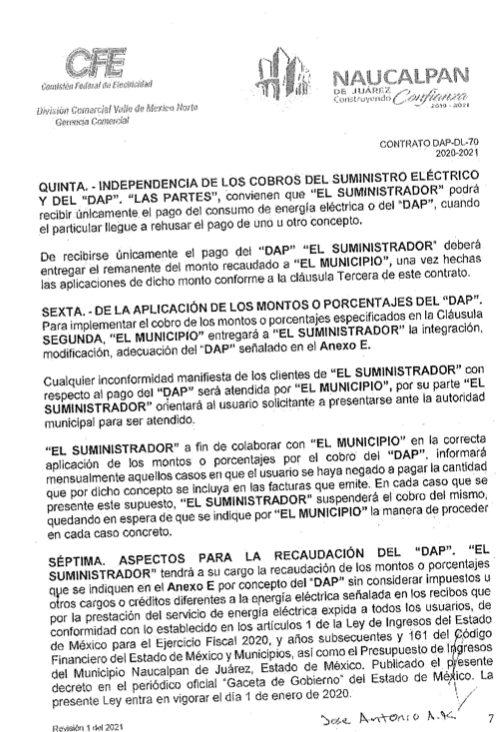 CFE
Comisión Federal de Electricidad
División Comercial Valle de México Norte
Gerencia Comercial
NAUCALPAN
DE JUÁREZ
Construyendo Confianza
2019 - 2021
CONTRATO DAP-DL-70
2020-2021
QUINTA. - INDEPENDENCIA DE LOS COBROS DEL SUMINISTRO ELÉCTRICO
Y DEL "DAP". "LAS PARTES", convienen que "EL SUMINISTRADOR" podrá
recibir únicamente el pago del consumo de energía eléctrica o del "DAP", cuando
el particular llegue a rehusar el pago de uno u otro concepto.
De recibirse únicamente el pago del "DAP" "EL SUMINISTRADOR" deberá
entregar el remanente del monto recaudado a "EL MUNICIPIO", una vez hechas
las aplicaciones de dicho monto conforme a la cláusula Tercera de este contrato.
SEXTA. - DE LA APLICACIÓN DE LOS MONTOS O PORCENTAJES DEL "DAP".
Para implementar el cobro de los montos o porcentajes especificados en la Cláusula
SEGUNDA, "EL MUNICIPIO" entregará a "EL SUMINISTRADOR" la integración,
modificación, adecuación del "DAP" señalado en el Anexo E.
Cualquier inconformidad manifiesta de los clientes de "EL SUMINISTRADOR" con
respecto al pago del "DAP" será atendida por "EL MUNICIPIO", por su parte "EL
SUMINISTRADOR" orientará al usuario solicitante a presentarse ante la autoridad
municipal para ser atendido.
"EL SUMINISTRADOR" a fin de colaborar con "EL MUNICIPIO" en la correcta
aplicación de los montos o porcentajes por el cobro del "DAP", informará
mensualmente aquellos casos en que el usuario se haya negado a pagar la cantidad
que por dicho concepto se incluya en las facturas que emite. En cada caso que se
presente este supuesto, "EL SUMINISTRADOR" suspenderá el cobro del mismo,
quedando en espera de que se indique por "EL MUNICIPIO" la manera de proceder
en cada caso concreto.
SÉPTIMA. ASPECTOS PARA LA RECAUDACIÓN DEL "DAP". "EL
SUMINISTRADOR" tendrá a su cargo la recaudación de los montos o porcentajes
que se indiquen en el Anexo E por concepto del "DAP" sin considerar impuestos u
otros cargos o créditos diferentes a la energía eléctrica señalada en los recibos que
por la prestación del servicio de energía eléctrica expida a todos los usuarios, de
conformidad con lo establecido en los artículos 1 de la Ley de Ingresos del Estado
de México para el Ejercicio Fiscal 2020, y años subsecuentes y 161 del Código
Financiero del Estado de México y Municipios, así como el Presupuesto de Ingresos
del Municipio Naucalpan de Juárez, Estado de México. Publicado el presente
decreto en el periódico oficial "Gaceta de Gobierno" del Estado de México. La
presente Ley entra en vigorar el día 1 de enero de 2020.
Jose Antonio A.K.
Revisión 1 del 2021
7